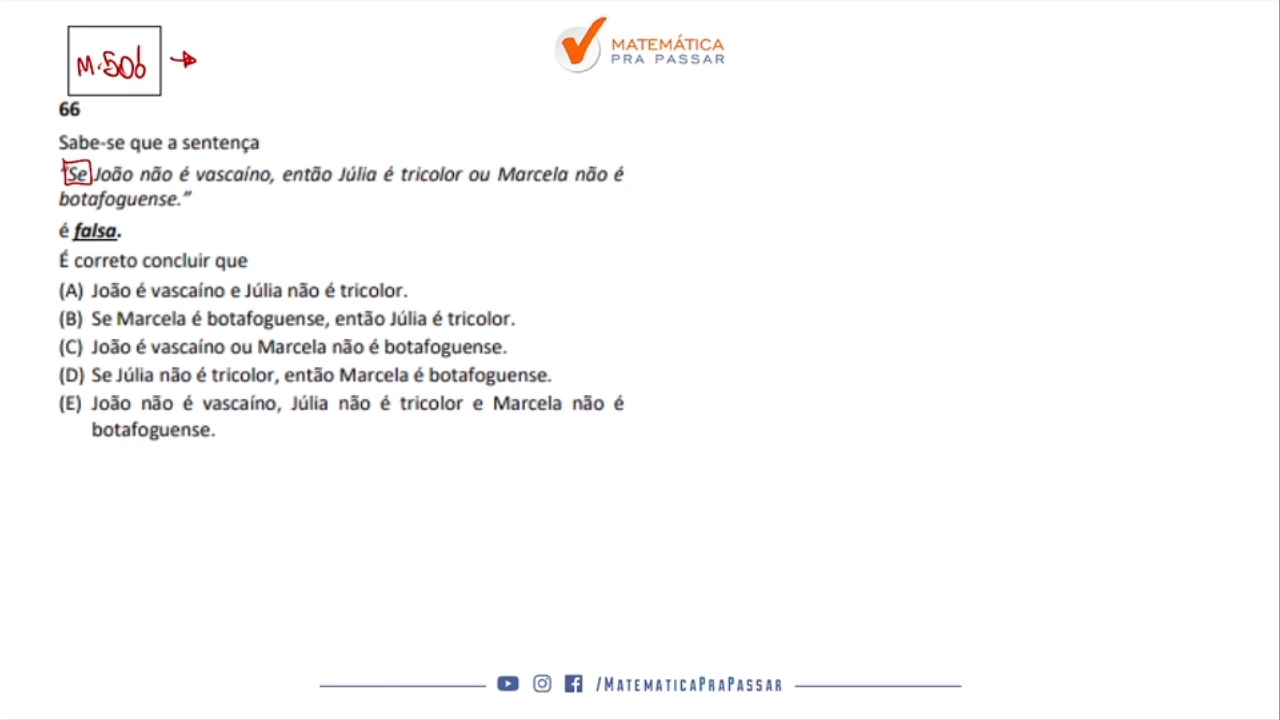 M.506
MATEMÁTICA
PRA PASSAR
66
Sabe-se que a sentença
"Se João não é vascaíno, então Júlia é tricolor ou Marcela não é
botafoguense."
é falsa.
É correto concluir que
(A) João é vascaíno e Júlia não é tricolor.
(B) Se Marcela é botafoguense, então Júlia é tricolor.
(C) João é vascaíno ou Marcela não é botafoguense.
(D) Se Júlia não é tricolor, então Marcela é botafoguense.
(E) João não é vascaíno, Júlia não é tricolor e Marcela não é
botafoguense.
/MATEMATICAPRAPASSAR